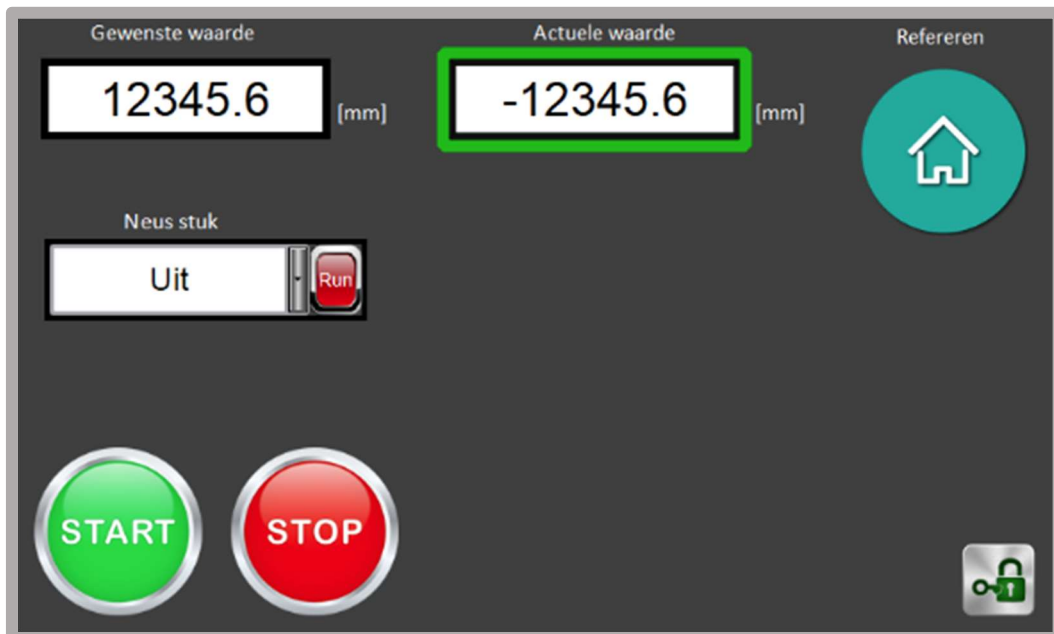 Gewenste waarde
Actuele waarde
Refereren
12345.6 [mm]
-12345.6 [mm]
Neus stuk
Uit
Run
START
STOP